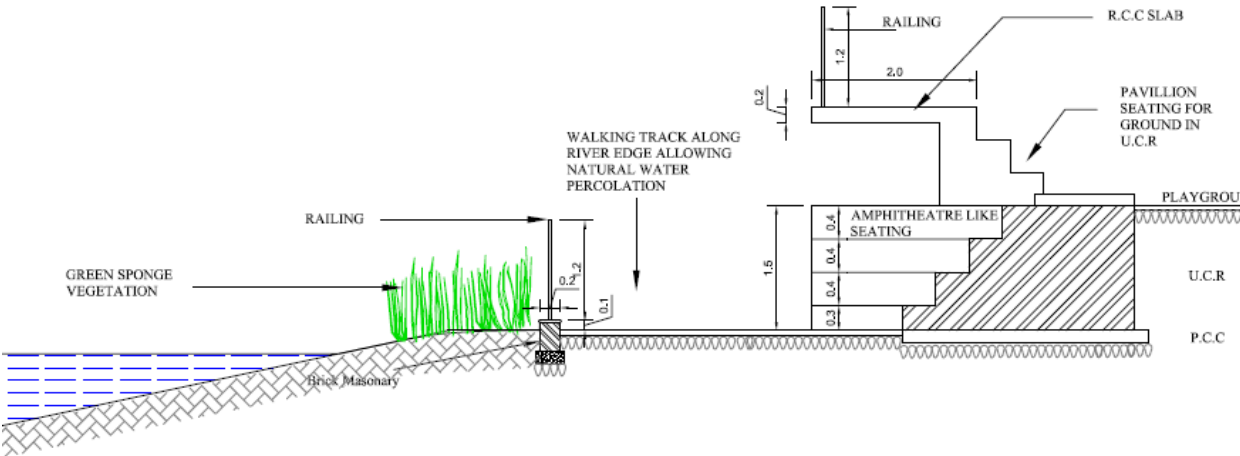 RAILING
R.C.C SLAB
1.2
2.0
0.2
PAVILLION
SEATING FOR
GROUND IN
U.C.R
WALKING TRACK ALONG
RIVER EDGE ALLOWING
NATURAL WATER
PERCOLATION
PLAYGROU
RAILING
AMPHITHEATRE LIKE
SEATING
0.4
0.4
0.4
0.3
1.5
GREEN SPONGE
VEGETATION
1.2
0.2
0.1
U.C.R
P.C.C
Brick Masonary